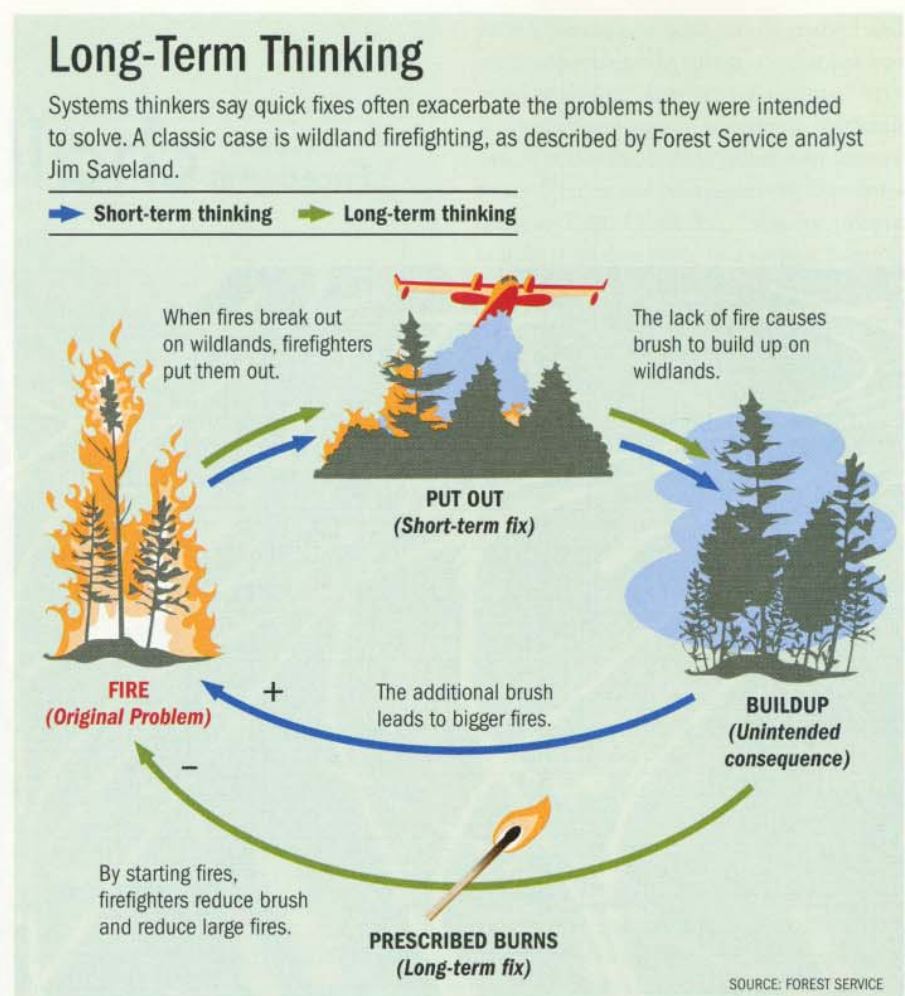 Long-Term Thinking
Systems thinkers say quick fixes often exacerbate the problems they were intended
to solve. A classic case is wildland firefighting, as described by Forest Service analyst
Jim Saveland.
Short-term thinking Long-term thinking
When fires break out
on wildlands, firefighters
put them out.
The lack of fire causes
brush to build up on
wildlands.
PUT OUT
(Short-term fix)
FIRE
(Original Problem)
+
The additional brush
leads to bigger fires.
BUILDUP
(Unintended
consequence)
–
By starting fires,
firefighters reduce brush
and reduce large fires.
PRESCRIBED BURNS
(Long-term fix)
SOURCE: FOREST SERVICE